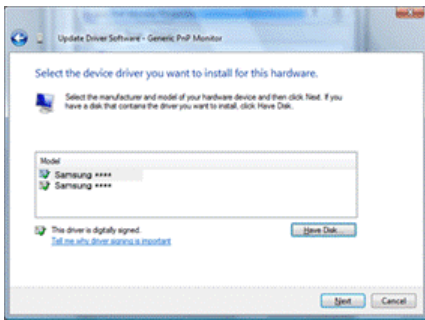 Update Driver Software - Generic PnP Monitor
Select the device driver you want to install for this hardware.
Select the manufacturer and model of your hardware device and then click Next. If you
have a disk that contains the driver you want to install, click Have Disk.
Model
Samsung ****
Samsung ****
This driver is digitally signed.
Have Disk...
Tell me why driver signing is important
Next
Cancel